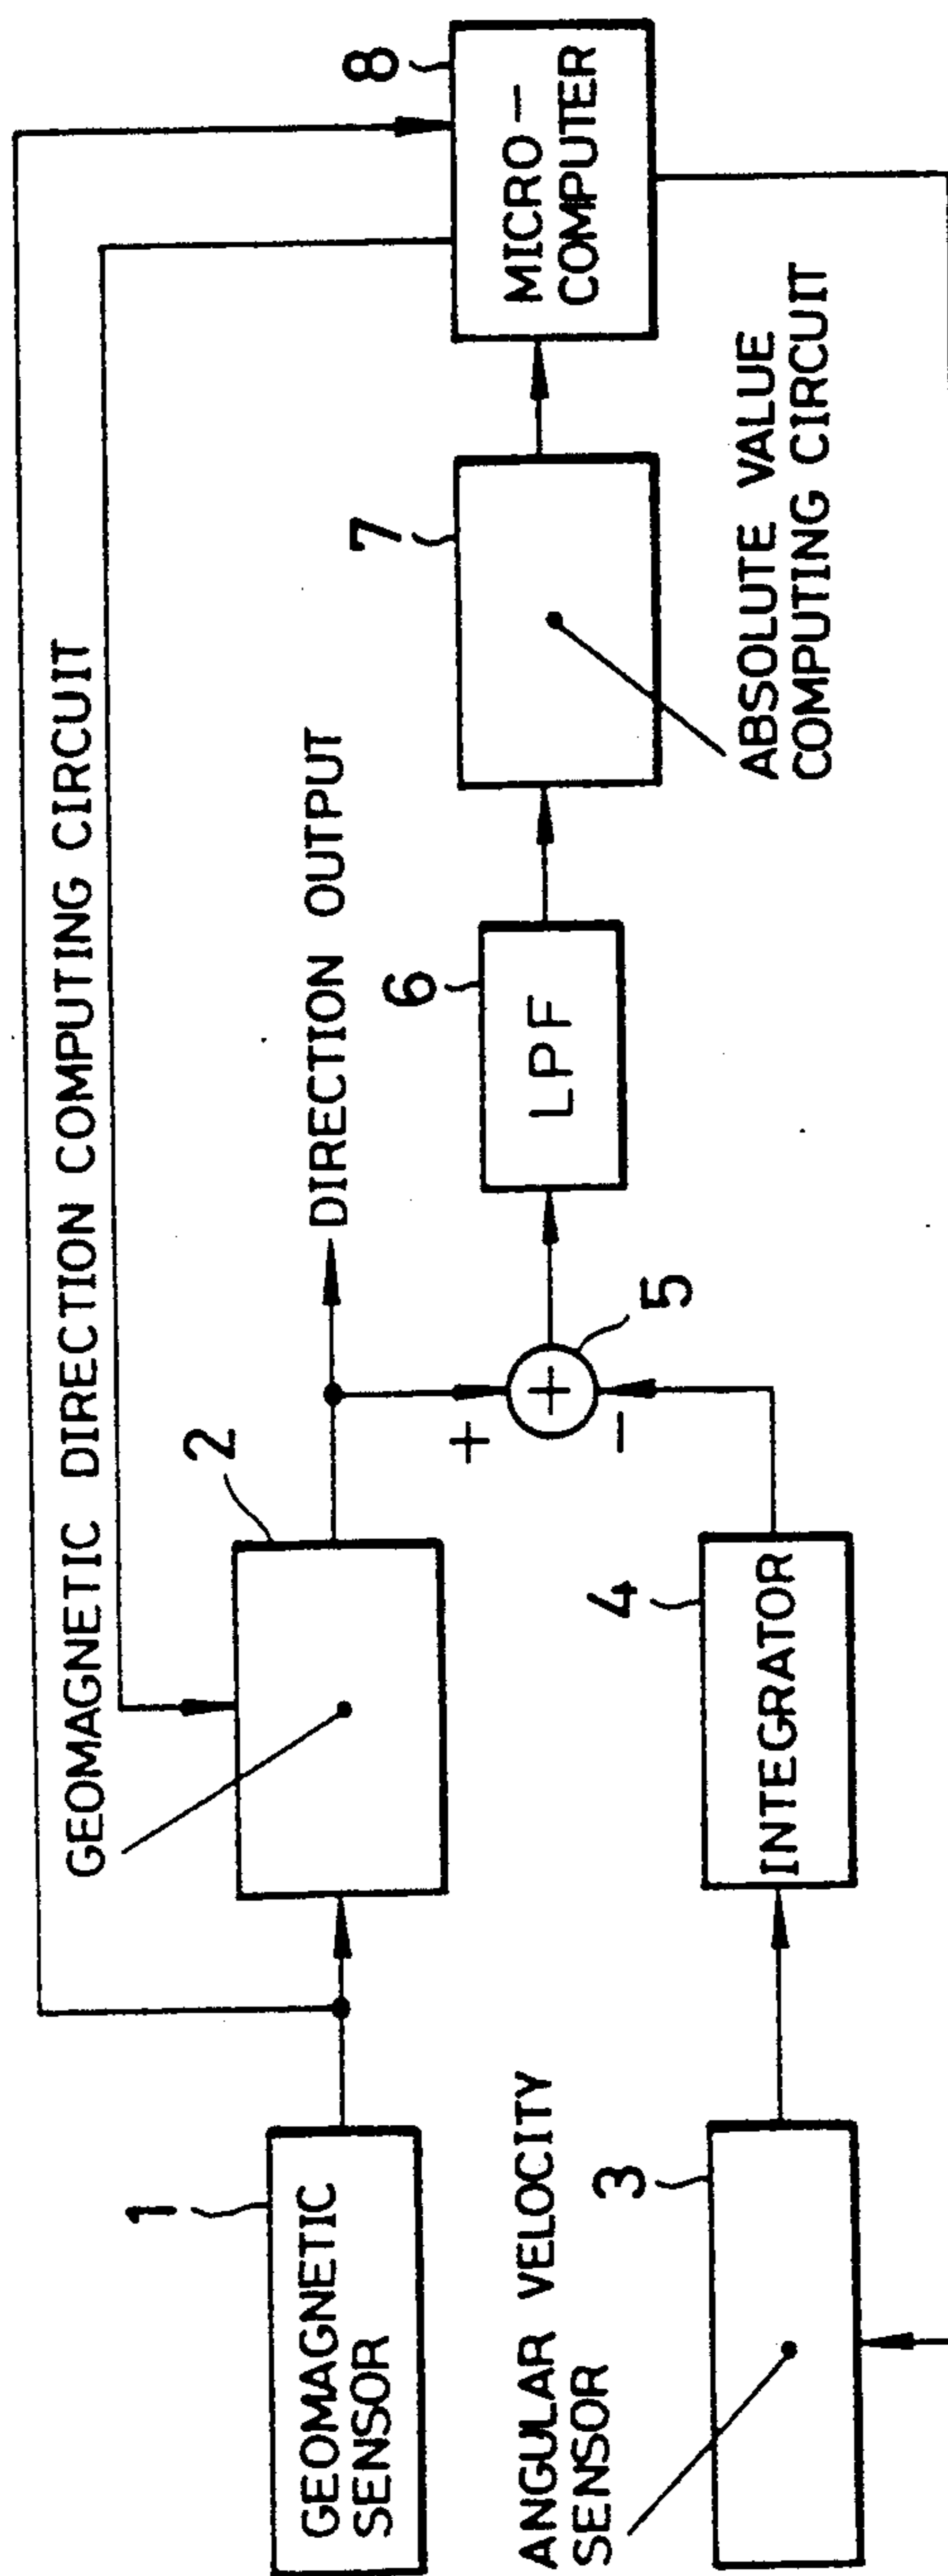 GEOMAGNETIC DIRECTION COMPUTING CIRCUIT
1
GEOMAGNETIC
SENSOR
2
DIRECTION OUTPUT
ANGULAR VELOCITY
SENSOR
3
4
INTEGRATOR
+
+
-
5
6
LPF
7
ABSOLUTE VALUE
COMPUTING CIRCUIT
8
MICRO-
COMPUTER